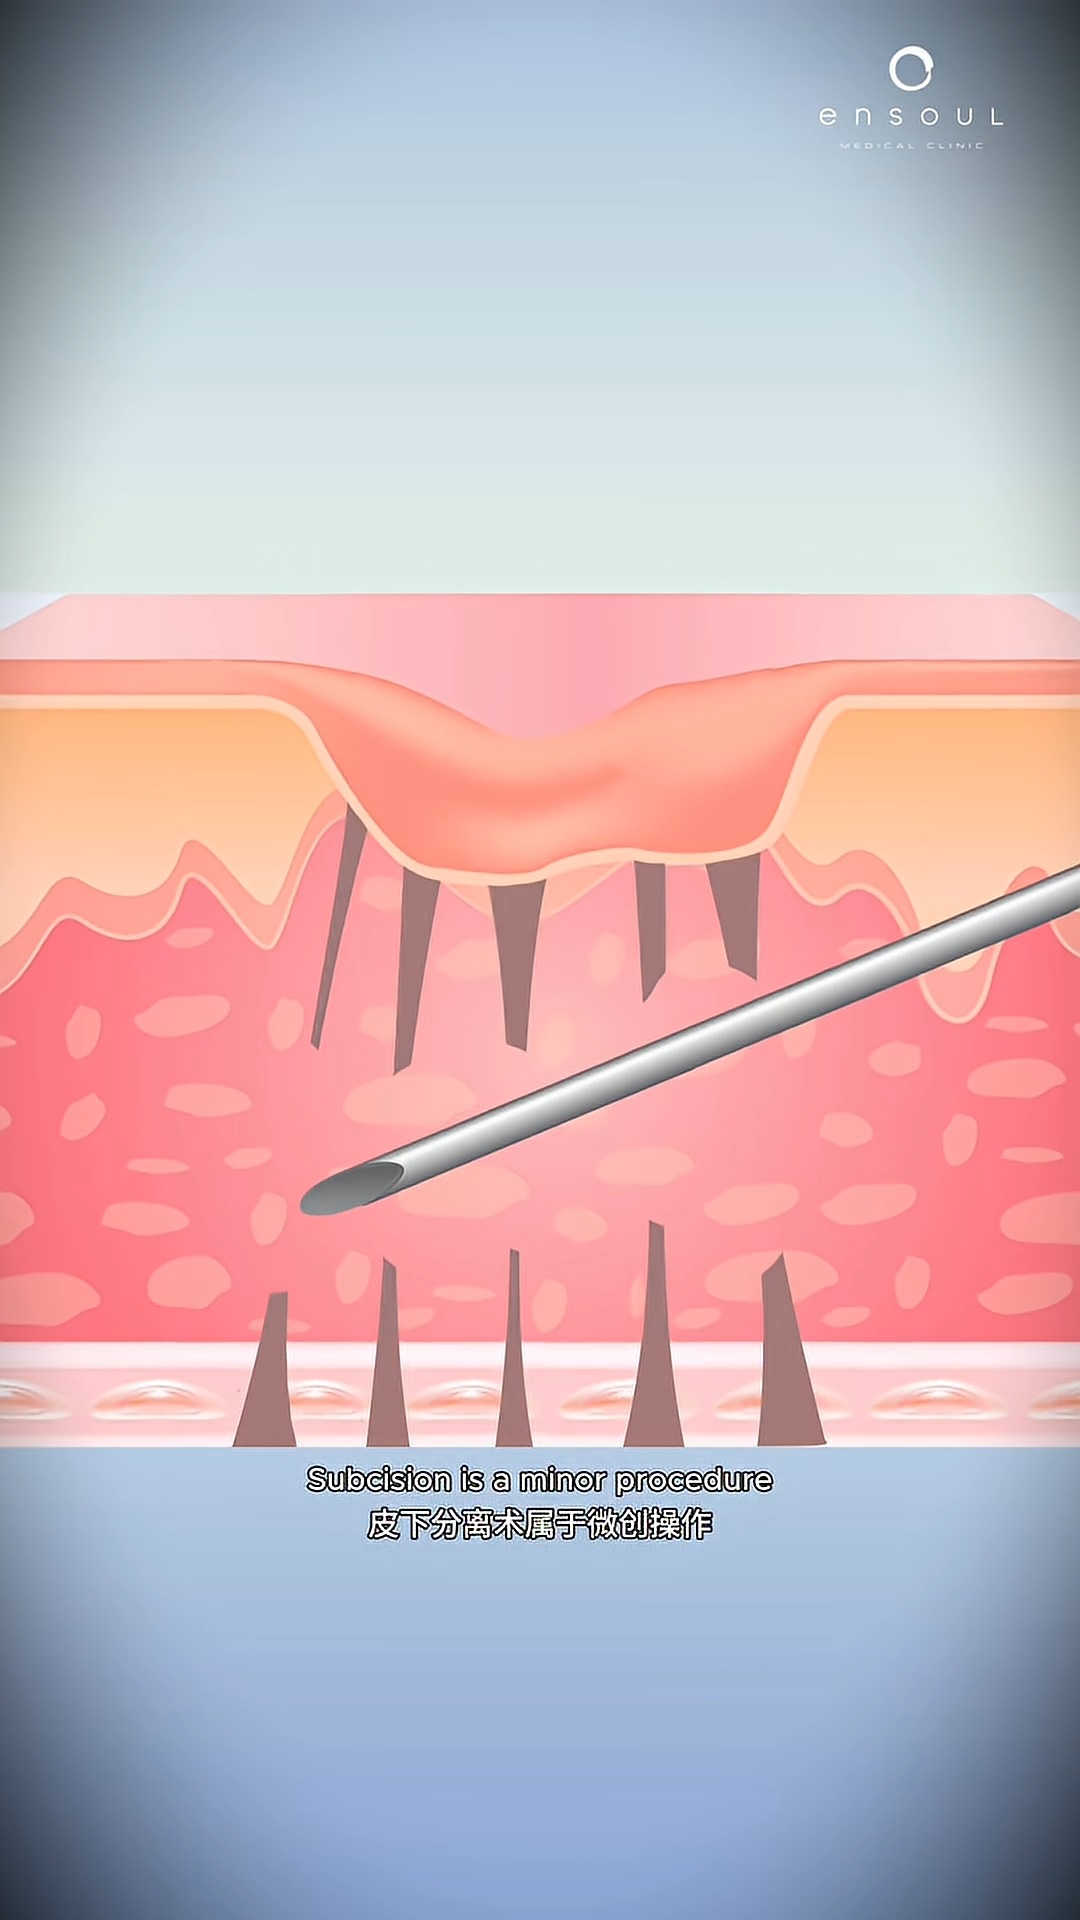 ensoul
MEDICAL CLINIC
Subcision is a minor procedure
皮下分离术属于微创操作